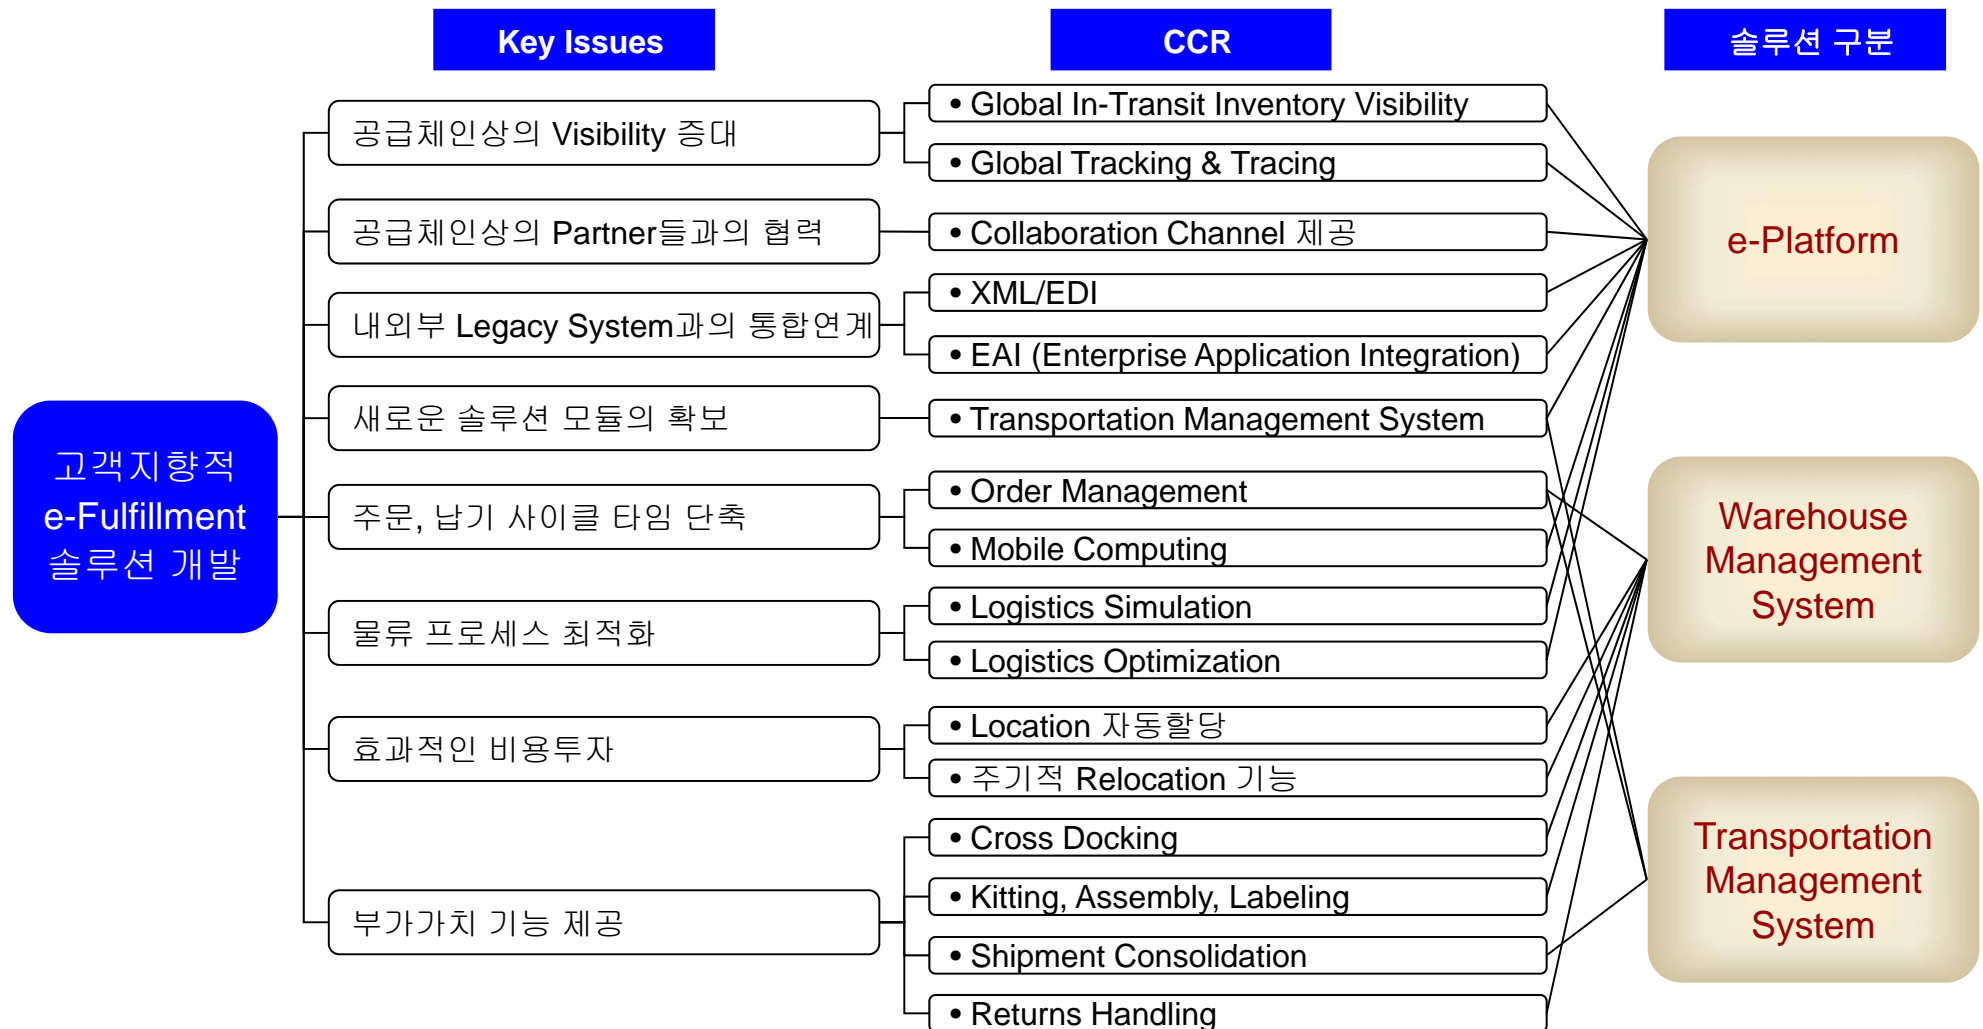 Key Issues
CCR
솔루션 구분
고객지향적
e-Fulfillment
솔루션 개발
공급체인상의 Visibility 증대
• Global In-Transit Inventory Visibility
• Global Tracking & Tracing
공급체인상의 Partner들과의 협력
• Collaboration Channel 제공
내외부 Legacy System과의 통합연계
• XML/EDI
• EAI (Enterprise Application Integration)
새로운 솔루션 모듈의 확보
• Transportation Management System
주문, 납기 사이클 타임 단축
• Order Management
• Mobile Computing
물류 프로세스 최적화
• Logistics Simulation
• Logistics Optimization
효과적인 비용투자
• Location 자동할당
• 주기적 Relocation 기능
부가가치 기능 제공
• Cross Docking
• Kitting, Assembly, Labeling
• Shipment Consolidation
• Returns Handling
e-Platform
Warehouse
Management
System
Transportation
Management
System